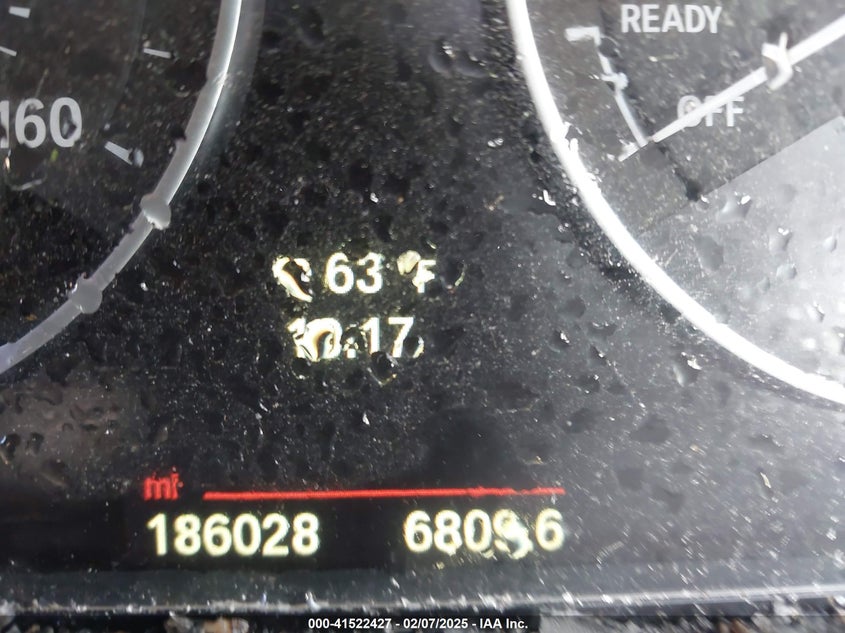 READY
160
OFF
63 °F
mi
186028
000-41522427 - 02/07/2025 - IAA Inc.